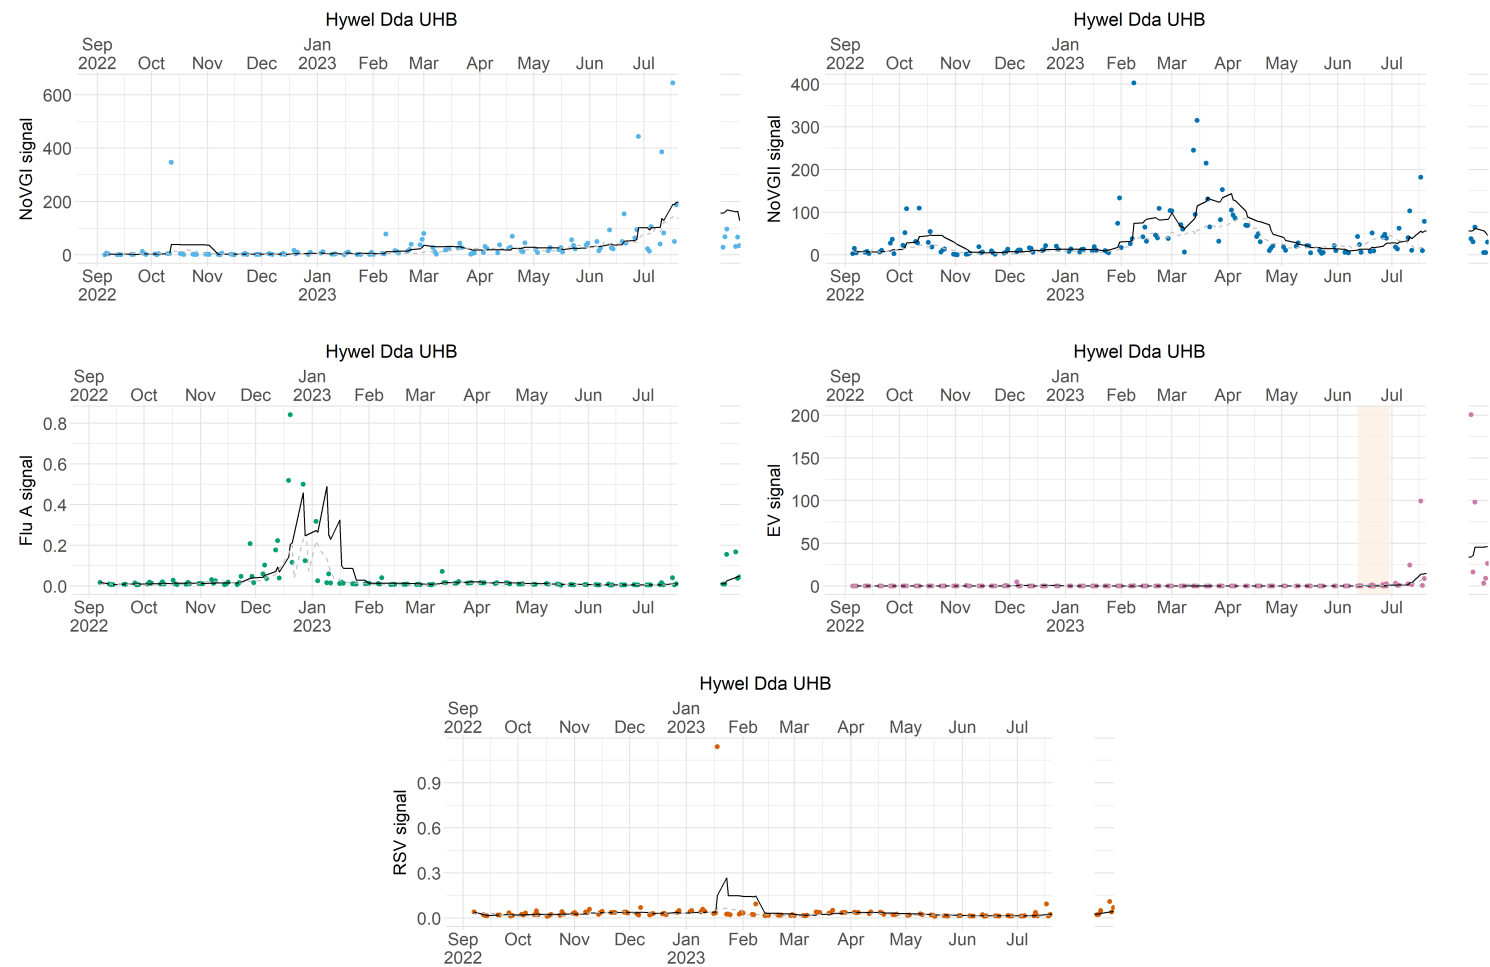 Hywel Dda UHB
Sep Jan
2022 Oct Nov Dec 2023 Feb Mar Apr May Jun Jul
600
400
200
0
NoVGI signal
Sep Oct Nov Dec Jan Feb Mar Apr May Jun Jul
2022 2023
Hywel Dda UHB
Sep Jan
2022 Oct Nov Dec 2023 Feb Mar Apr May Jun Jul
400
300
200
100
0
NoVGII signal
Sep Oct Nov Dec Jan Feb Mar Apr May Jun Jul
2022 2023
Hywel Dda UHB
Sep Jan
2022 Oct Nov Dec 2023 Feb Mar Apr May Jun Jul
0.8
0.6
0.4
0.2
0.0
Flu A signal
Sep Oct Nov Dec Jan Feb Mar Apr May Jun Jul
2022 2023
Hywel Dda UHB
Sep Jan
2022 Oct Nov Dec 2023 Feb Mar Apr May Jun Jul
200
150
100
50
0
EV signal
Sep Oct Nov Dec Jan Feb Mar Apr May Jun Jul
2022 2023
Hywel Dda UHB
Sep Jan
2022 Oct Nov Dec 2023 Feb Mar Apr May Jun Jul
0.9
0.6
0.3
0.0
RSV signal
Sep Oct Nov Dec Jan Feb Mar Apr May Jun Jul
2022 2023